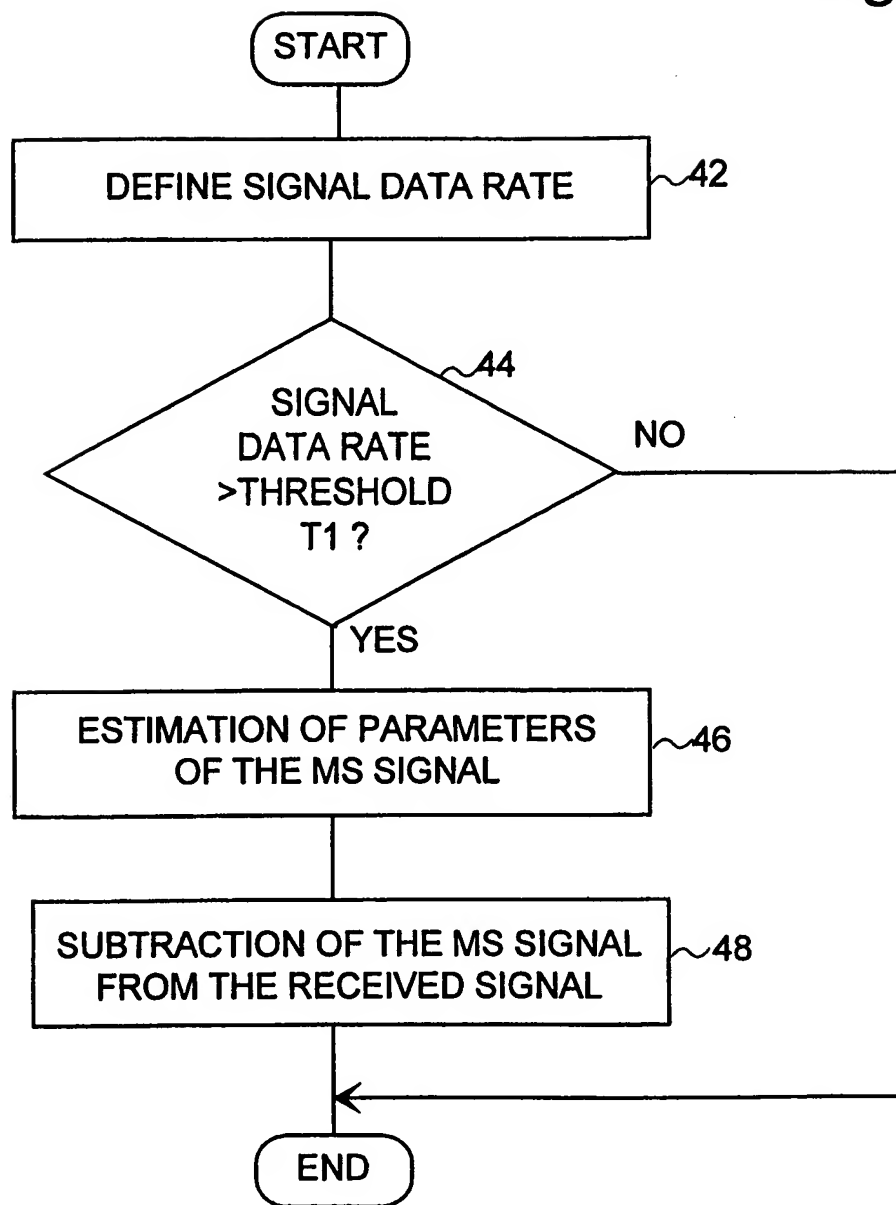 START
DEFINE SIGNAL DATA RATE
42
44
SIGNAL
DATA RATE
>THRESHOLD
T1 ?
NO
YES
ESTIMATION OF PARAMETERS
OF THE MS SIGNAL
46
SUBTRACTION OF THE MS SIGNAL
FROM THE RECEIVED SIGNAL
48
END